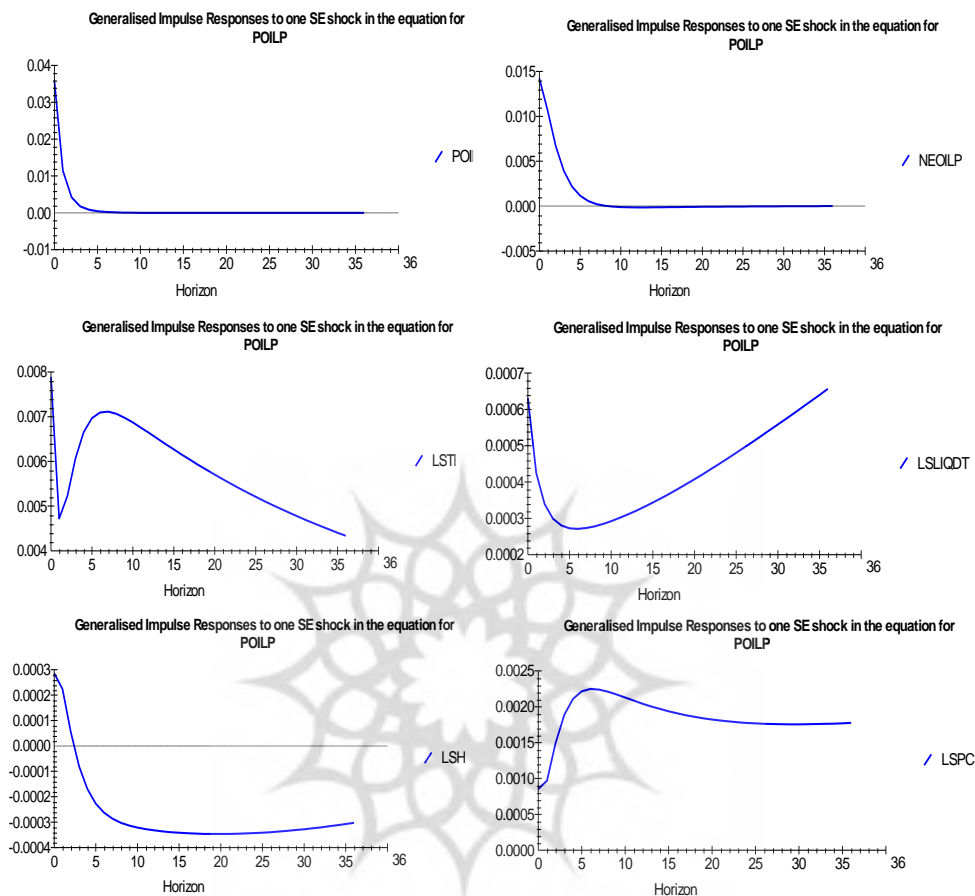 Generalised Impulse Responses to one SE shock in the equation for
POILP
0.04
0.03
0.02
0.01
0.00
-0.01
0 5 10 15 20 25 30 35 36
Horizon
POI
Generalised Impulse Responses to one SE shock in the equation for
POILP
0.015
0.010
0.005
0.000
-0.005
0 5 10 15 20 25 30 35 36
Horizon
NEOILP
Generalised Impulse Responses to one SE shock in the equation for
POILP
0.008
0.007
0.006
0.005
0.004
0 5 10 15 20 25 30 35 36
Horizon
LSTI
Generalised Impulse Responses to one SE shock in the equation for
POILP
0.0007
0.0006
0.0005
0.0004
0.0003
0.0002
0 5 10 15 20 25 30 35 36
Horizon
LSLIQDT
Generalised Impulse Responses to one SE shock in the equation for
POILP
0.0003
0.0002
0.0001
0.0000
-0.0001
-0.0002
-0.0003
-0.0004
0 5 10 15 20 25 30 35 36
Horizon
LSH
Generalised Impulse Responses to one SE shock in the equation for
POILP
0.0025
0.0020
0.0015
0.0010
0.0005
0.0000
0 5 10 15 20 25 30 35 36
Horizon
LSPC